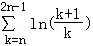 2n-1
∑ ln(k+1/k)
k=n